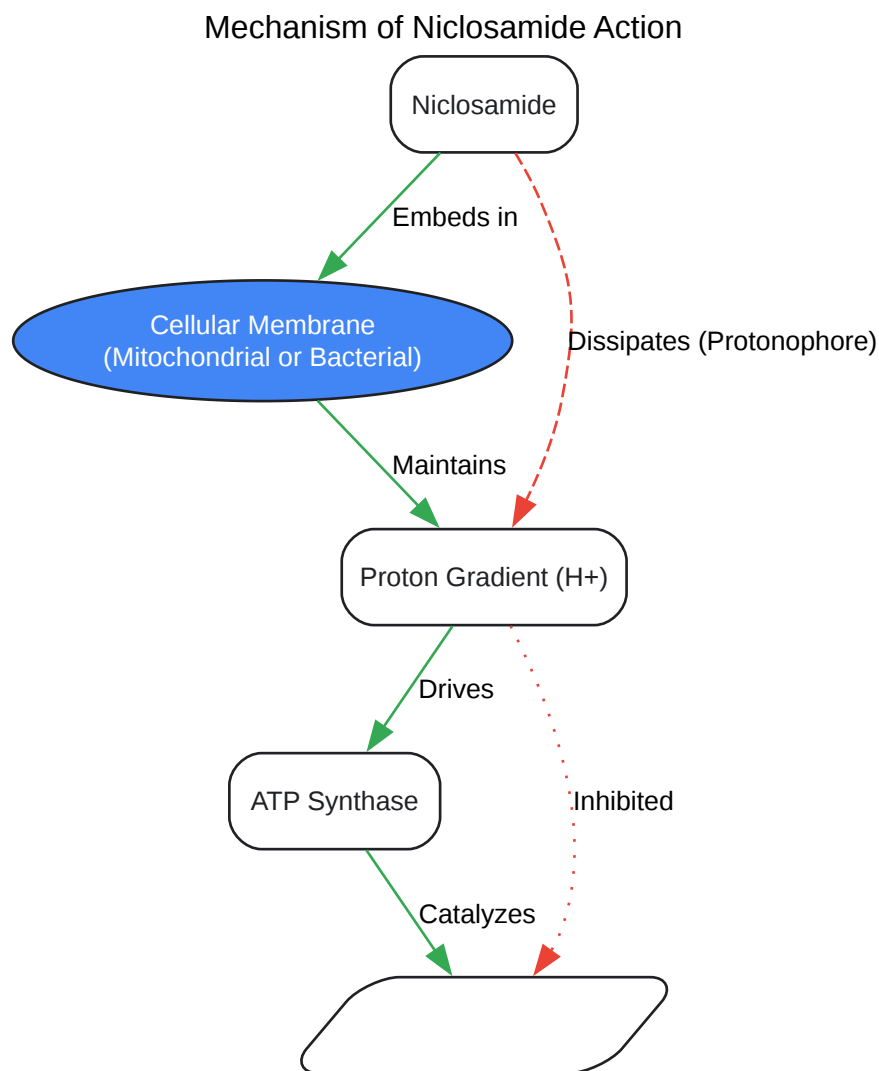 Mechanism of Niclosamide Action
Niclosamide
Embeds in
Cellular Membrane
(Mitochondrial or Bacterial)
Dissipates (Protonophore)
Maintains
Proton Gradient (H+)
Drives
ATP Synthase
Inhibited
Catalyzes